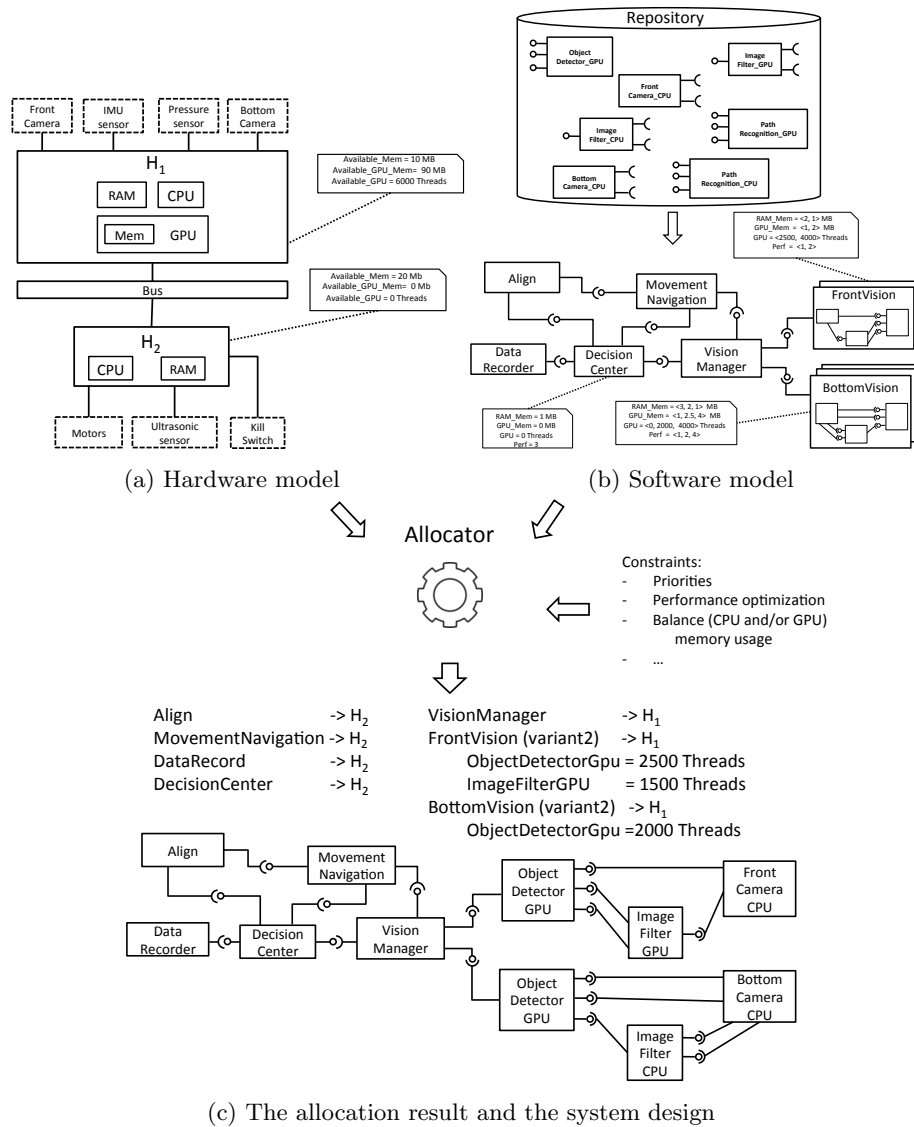 Front
Camera
IMU
sensor
Pressure
sensor
Bottom
Camera
H1
RAM
CPU
Mem
GPU
Available_Mem = 10 MB
Available_GPU_Mem= 90 MB
Available_GPU = 6000 Threads
Bus
Available_Mem = 20 Mb
Available_GPU_Mem= 0 Mb
Available_GPU = 0 Threads
H2
CPU
RAM
Motors
Ultrasonic
sensor
Kill
Switch
(a) Hardware model
Repository
Object
Detector_GPU
Image
Filter_GPU
Front
Camera_CPU
Image
Filter_CPU
Path
Recognition_GPU
Bottom
Camera_CPU
Path
Recognition_CPU
RAM_Mem = <2, 1> MB
GPU_Mem = <1, 2> MB
GPU = <2500, 4000> Threads
Perf = <1, 2>
Align
Movement
Navigation
FrontVision
Data
Recorder
Decision
Center
Vision
Manager
BottomVision
RAM_Mem = 1 MB
GPU_Mem = 0 MB
GPU = 0 Threads
Perf = 3
RAM_Mem = <3, 2, 1> MB
GPU_Mem = <1, 2.5, 4> MB
GPU = <0, 2000, 4000> Threads
Perf = <1, 2, 4>
(b) Software model
Allocator
Constraints:
- Priorities
- Performance optimization
- Balance (CPU and/or GPU)
memory usage
- ...
Align -> H2
MovementNavigation -> H2
DataRecord -> H2
DecisionCenter -> H2
VisionManager -> H1
FrontVision (variant2) -> H1
ObjectDetectorGpu = 2500 Threads
ImageFilterGPU = 1500 Threads
BottomVision (variant2) -> H1
ObjectDetectorGpu =2000 Threads
Align
Movement
Navigation
Data
Recorder
Decision
Center
Vision
Manager
Object
Detector
GPU
Image
Filter
GPU
Front
Camera
CPU
Object
Detector
GPU
Image
Filter
CPU
Bottom
Camera
CPU
(c) The allocation result and the system design